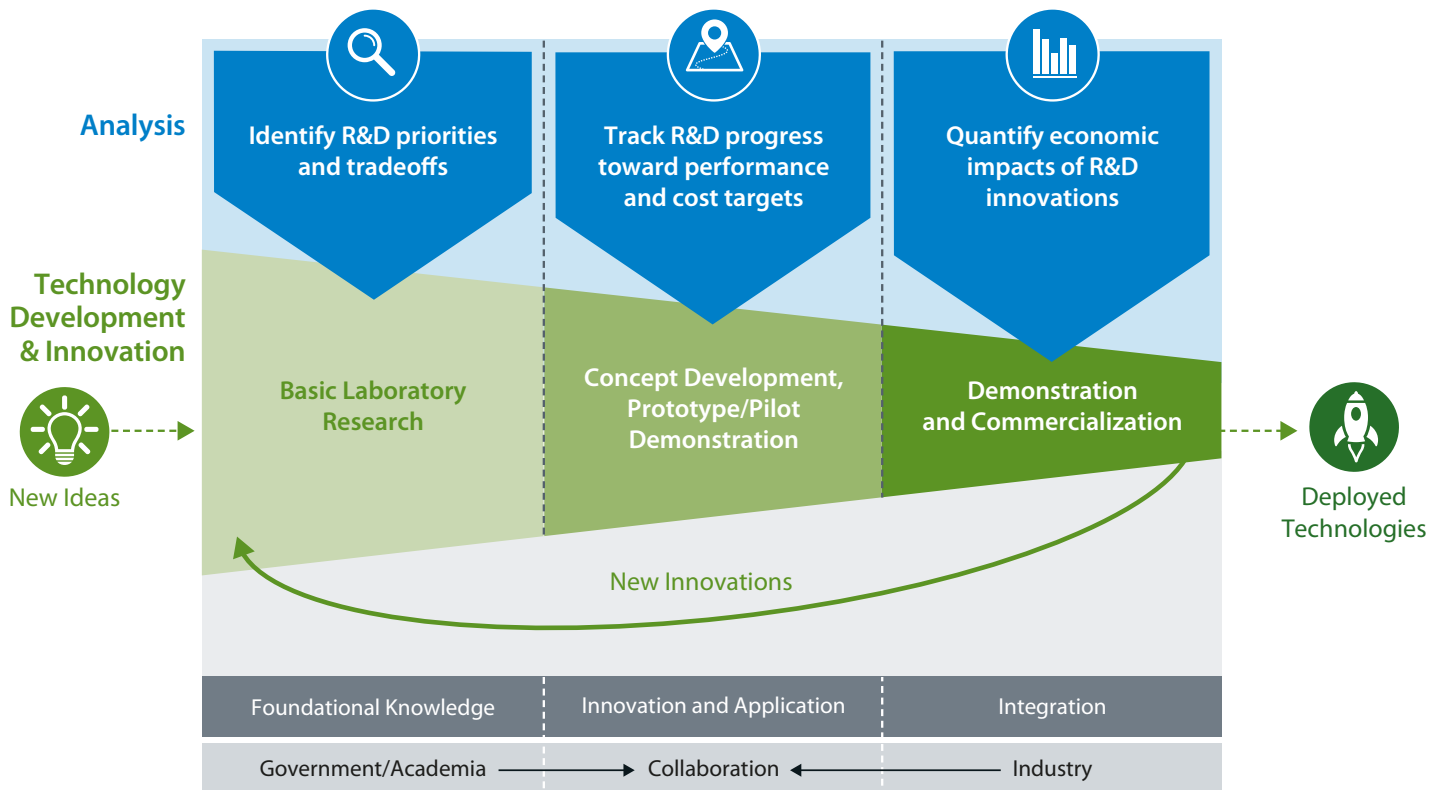 Analysis
Identify R&D priorities
and tradeoffs
Track R&D progress
toward performance
and cost targets
Quantify economic
impacts of R&D
innovations
Technology
Development
& Innovation
New Ideas
Basic Laboratory
Research
Concept Development,
Prototype/Pilot
Demonstration
Demonstration
and Commercialization
Deployed
Technologies
New Innovations
Foundational Knowledge
Innovation and Application
Integration
Government/Academia
Collaboration
Industry